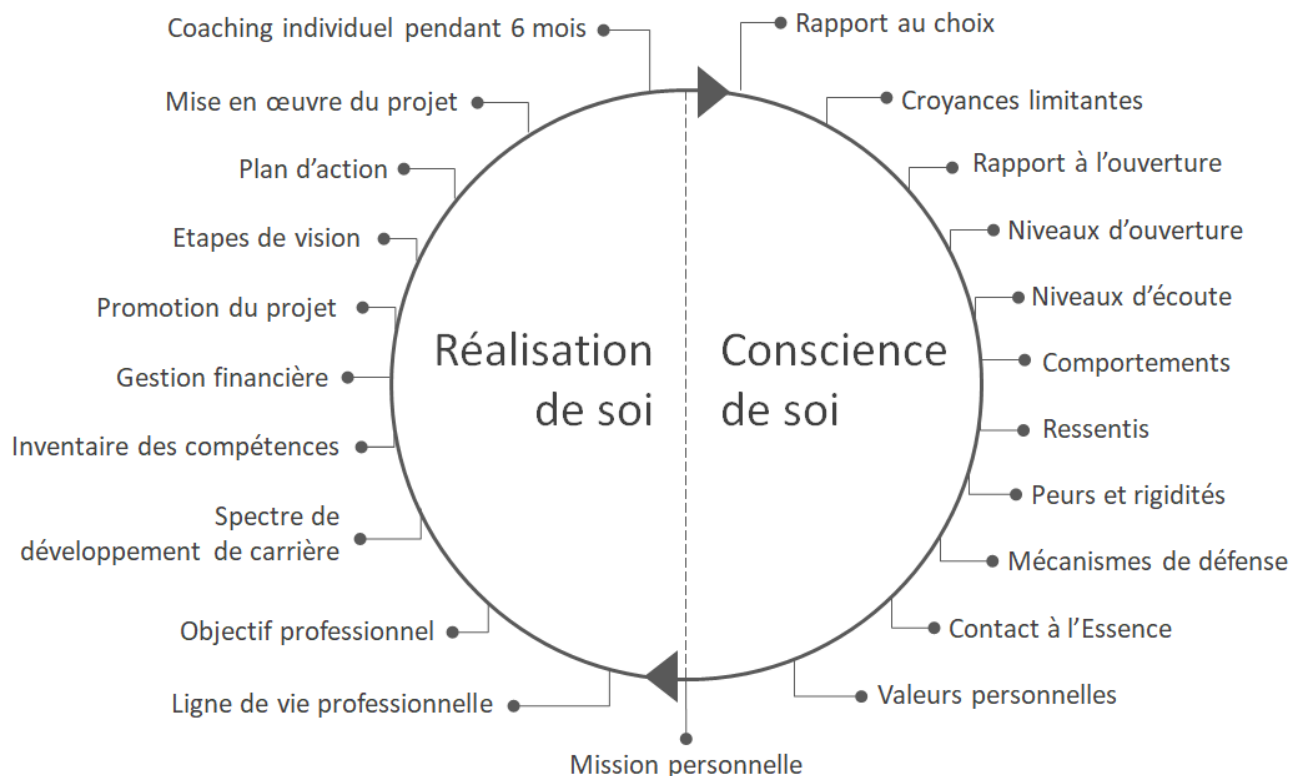 Coaching individuel pendant 6 mois
Rapport au choix
Mise en œuvre du projet
Croyances limitantes
Plan d’action
Rapport à l’ouverture
Etapes de vision
Niveaux d’ouverture
Promotion du projet
Niveaux d’écoute
Réalisation
de soi
Conscience
de soi
Gestion financière
Comportements
Inventaire des compétences
Ressentis
Peurs et rigidités
Spectre de
développement de carrière
Mécanismes de défense
Objectif professionnel
Contact à l’Essence
Ligne de vie professionnelle
Valeurs personnelles
Mission personnelle